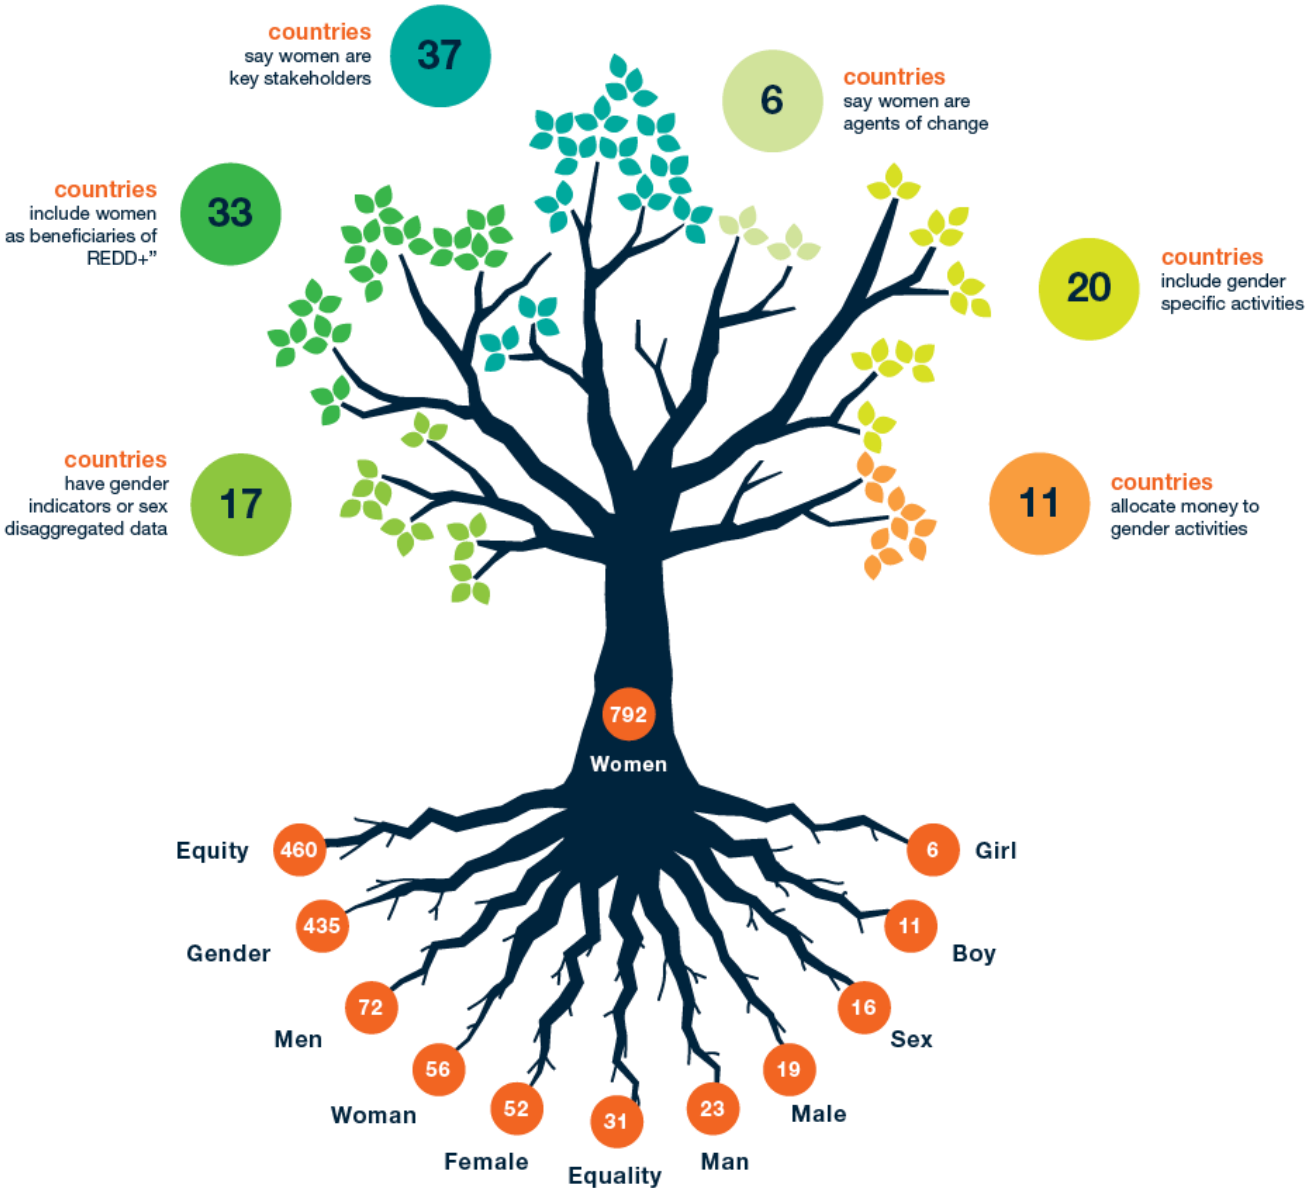 37
countries
say women are
key stakeholders
6
countries
say women are
agents of change
33
countries
include women
as beneficiaries of
REDD+”
20
countries
include gender
specific activities
17
countries
have gender
indicators or sex
disaggregated data
11
countries
allocate money to
gender activities
792
Women
Equity
460
435
Gender
72
Men
56
Woman
52
Female
31
Equality
23
Man
19
Male
16
Sex
11
Boy
6
Girl